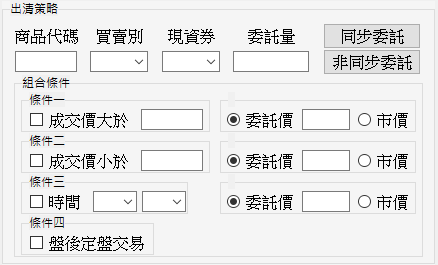 出清策略
商品代碼 買賣別 現資券 委託量 同步委託
非同步委託
組合條件
條件一
成交價大於 委託價 市價
條件二
成交價小於 委託價 市價
條件三
時間 委託價 市價
條件四
盤後定盤交易